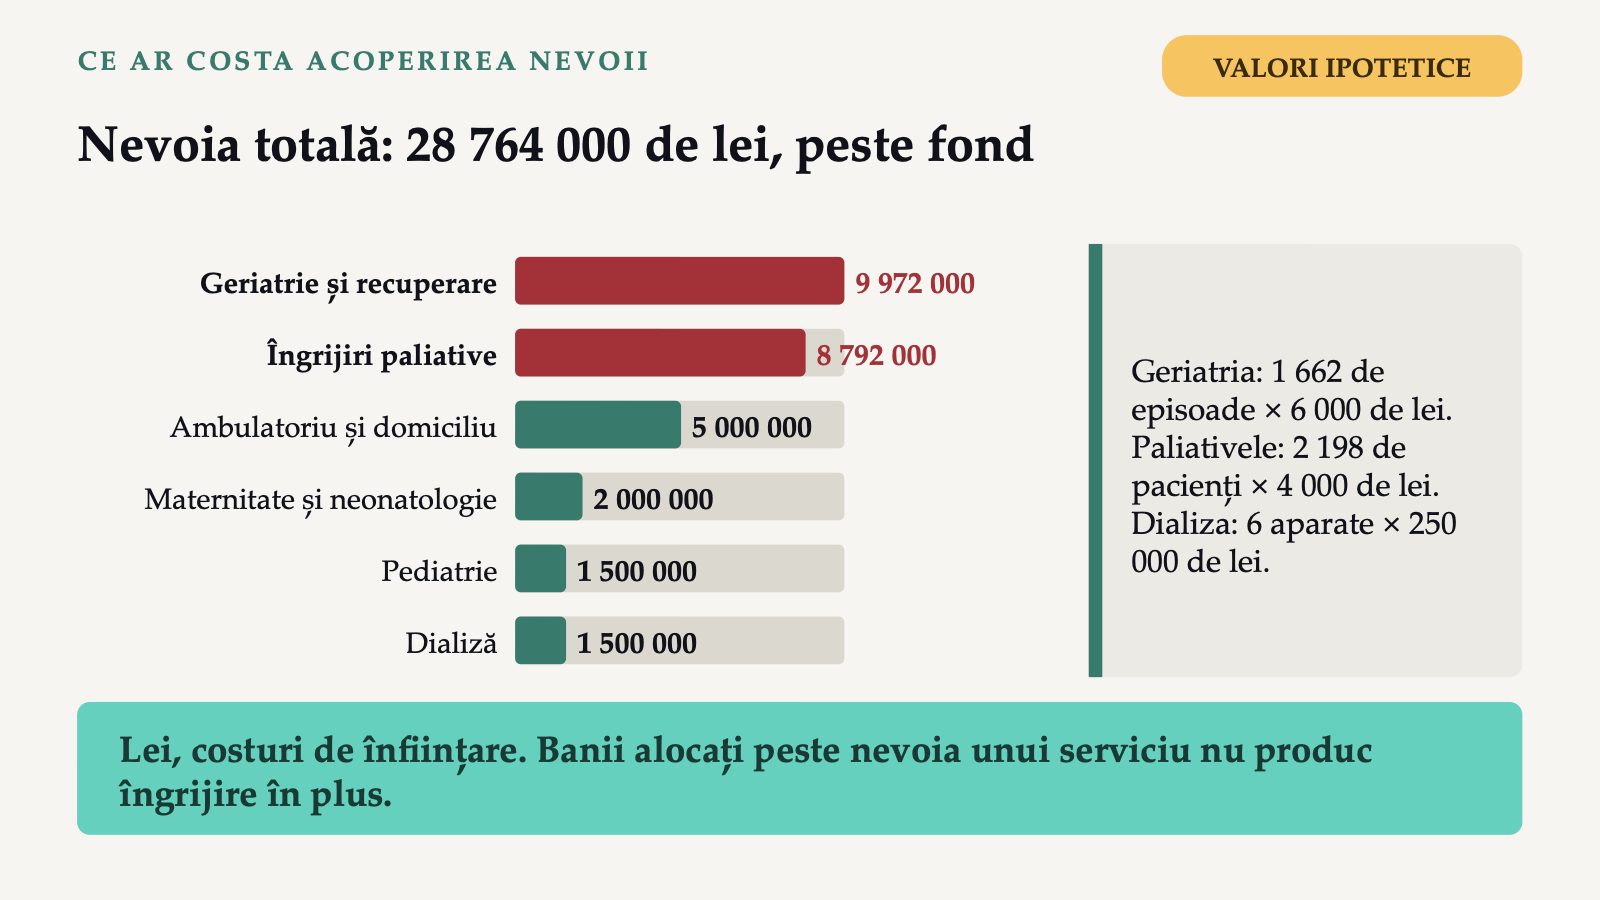 CE AR COSTA ACOPERIREA NEVOII
VALORI IPOTETICE
Nevoia totală: 28 764 000 de lei, peste fond
Geriatrie și recuperare 9 972 000
Îngrijiri paliative 8 792 000
Ambulatoriu și domiciliu 5 000 000
Maternitate și neonatologie 2 000 000
Pediatrie 1 500 000
Dializă 1 500 000
Geriatria: 1 662 de
episoade × 6 000 de lei.
Paliativele: 2 198 de
pacienți × 4 000 de lei.
Dializa: 6 aparate × 250
000 de lei.
Lei, costuri de înființare. Banii alocați peste nevoia unui serviciu nu produc
îngrijire în plus.